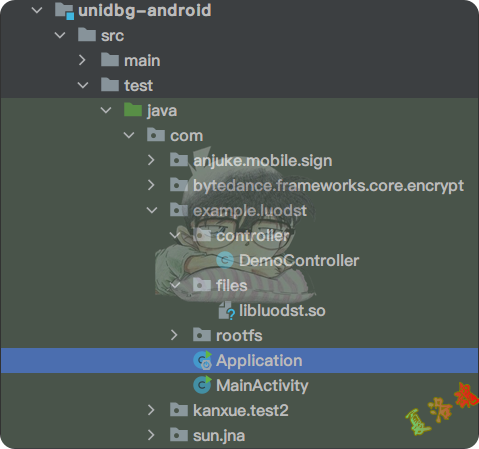 unidbg-android
src
main
test
java
com
anjuke.mobile.sign
bytedance.frameworks.core.encrypt
example.luodst
controller
DemoController
files
libluodst.so
rootfs
Application
MainActivity
kanxue.test2
sun.jna